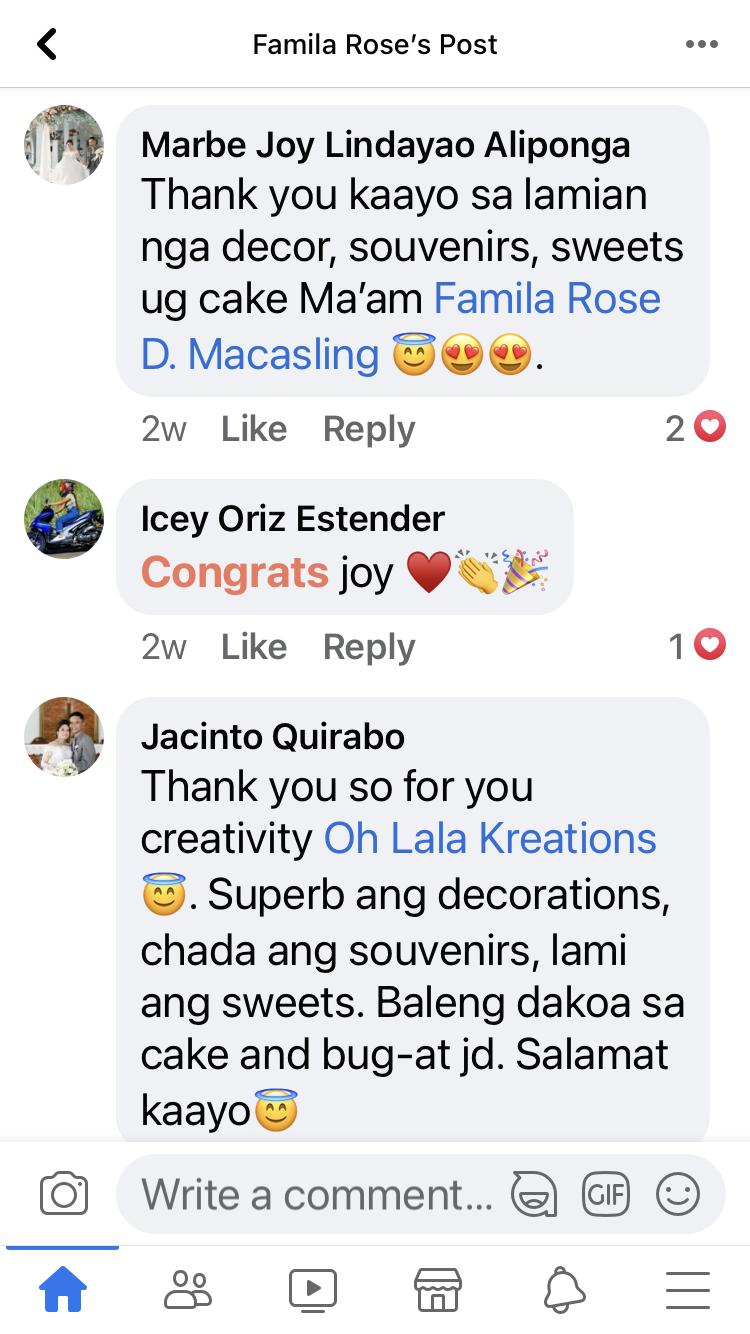 Famila Rose's Post
Marbe Joy Lindayao Aliponga
Thank you kaayo sa lamian
nga decor, souvenirs, sweets
ug cake Ma'am Famila Rose
D. Macasling 😇😍😍.
2w Like Reply 2
Icey Oriz Estender
Congrats joy ♥️👏🎉
2w Like Reply 1
Jacinto Quirabo
Thank you so for you
creativity Oh Lala Kreations
😇. Superb ang decorations,
chada ang souvenirs, lami
ang sweets. Baleng dakoa sa
cake and bug-at jd. Salamat
kaayo😇
Write a comment... GIF